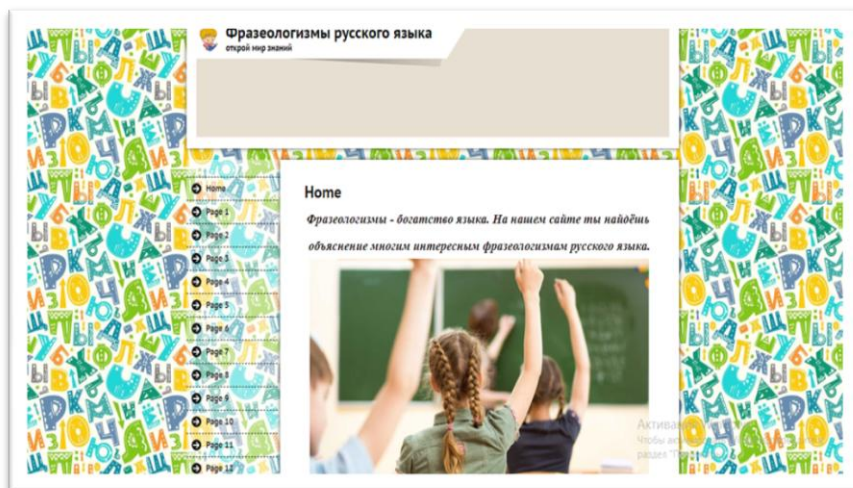 Фразеологизмы русского языка
открой мир знаний
Home
Page 1
Page 2
Page 3
Page 4
Page 5
Page 6
Page 7
Page 8
Page 9
Page 10
Page 11
Page 12
Home
Фразеологизмы - богатство языка. На нашем сайте ты найдёшь
объяснение многим интересным фразеологизмам русского языка.
Чтобы
раздел